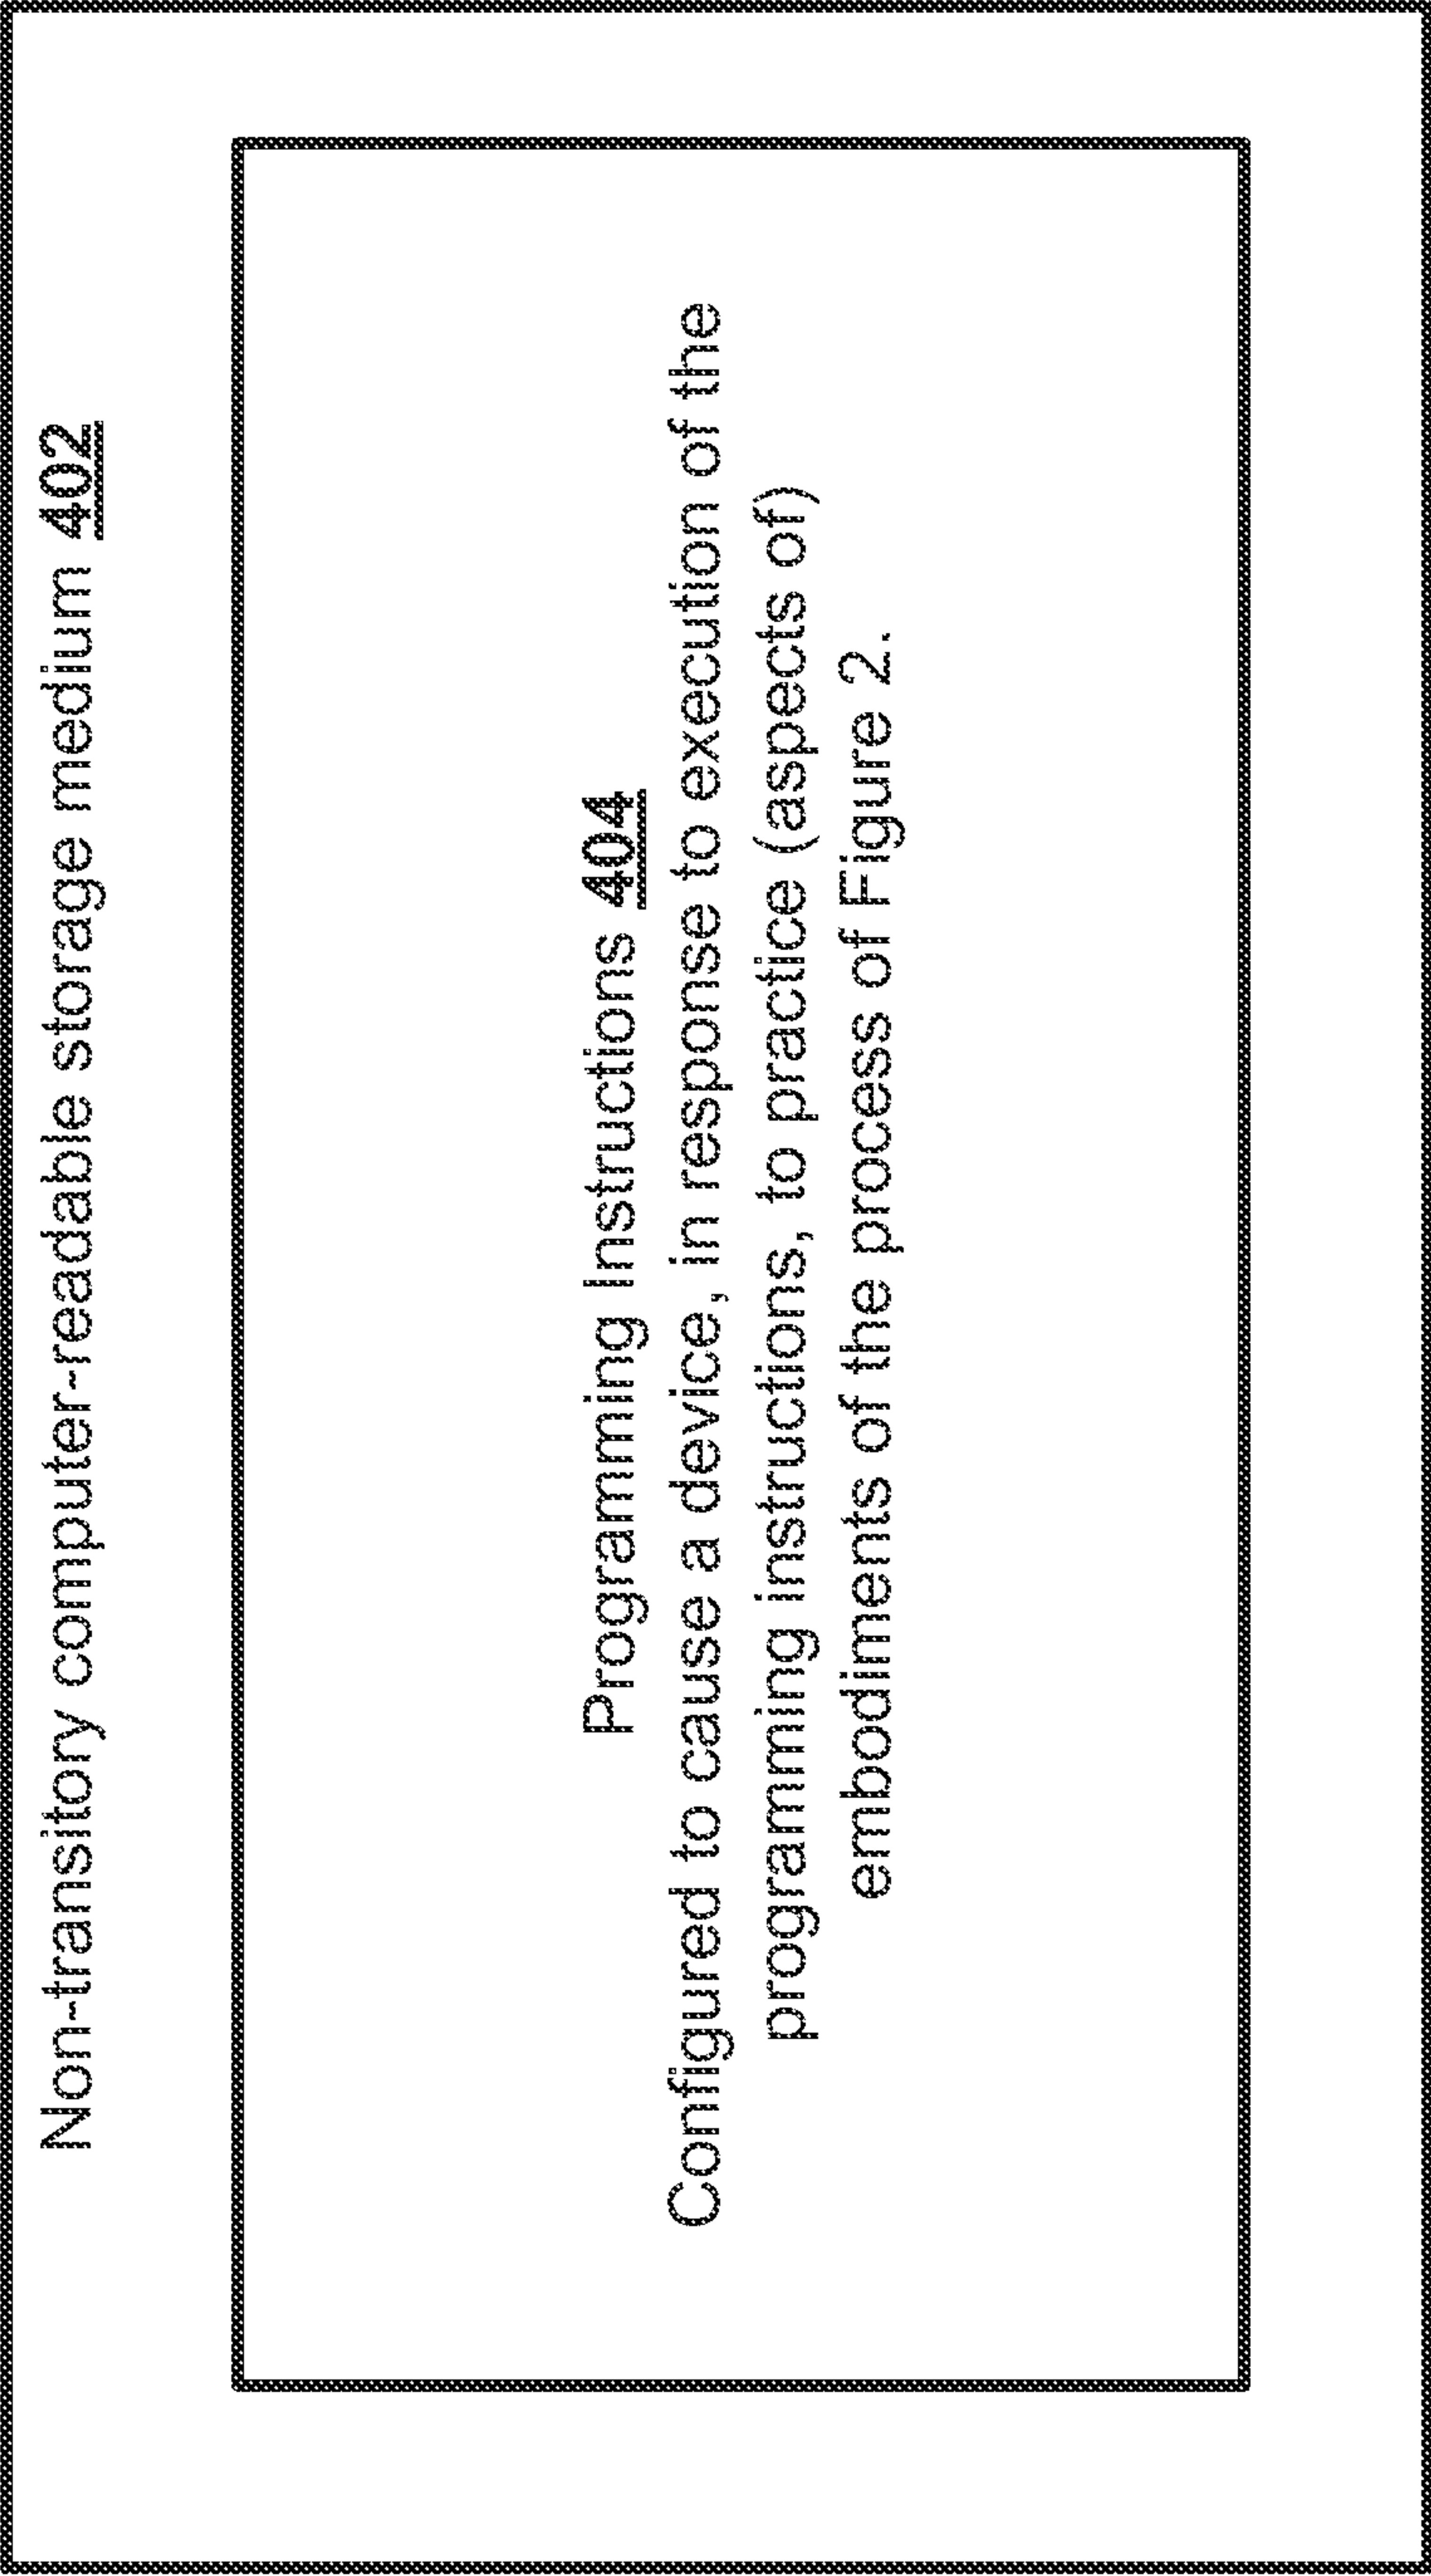 Non-transitory computer-readable storage medium 402
Programming Instructions 404
Configured to cause a device, in response to execution of the
programming instructions, to practice (aspects of)
embodiments of the process of Figure 2.